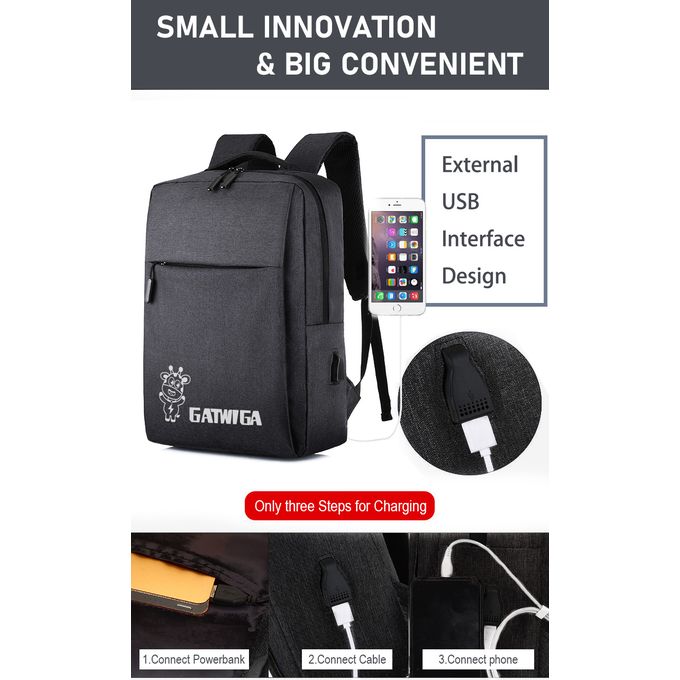 SMALL INNOVATION
& BIG CONVENIENT
External
USB
Interface
Design
GATWIGA
Only three Steps for Charging
1.Connect Powerbank
2.Connect Cable
3.Connect phone